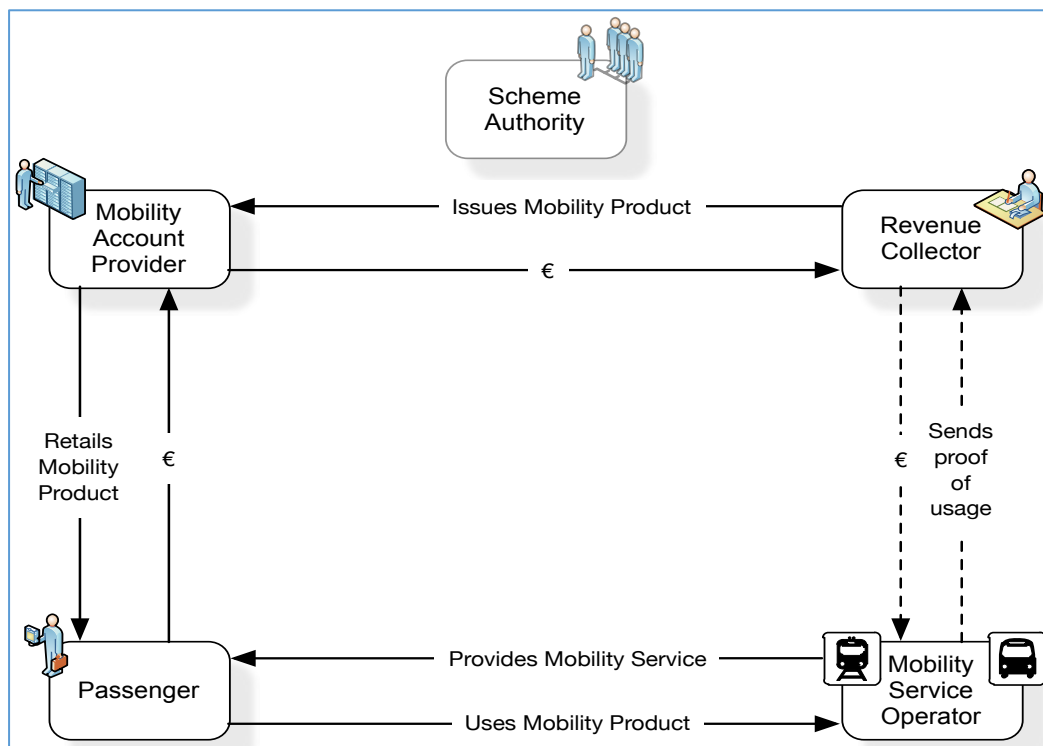 Scheme
Authority
Mobility
Account
Provider
Issues Mobility Product
€
Revenue
Collector
Retails
Mobility
Product
€
€
Sends
proof
of
usage
Passenger
Provides Mobility Service
Uses Mobility Product
Mobility
Service
Operator